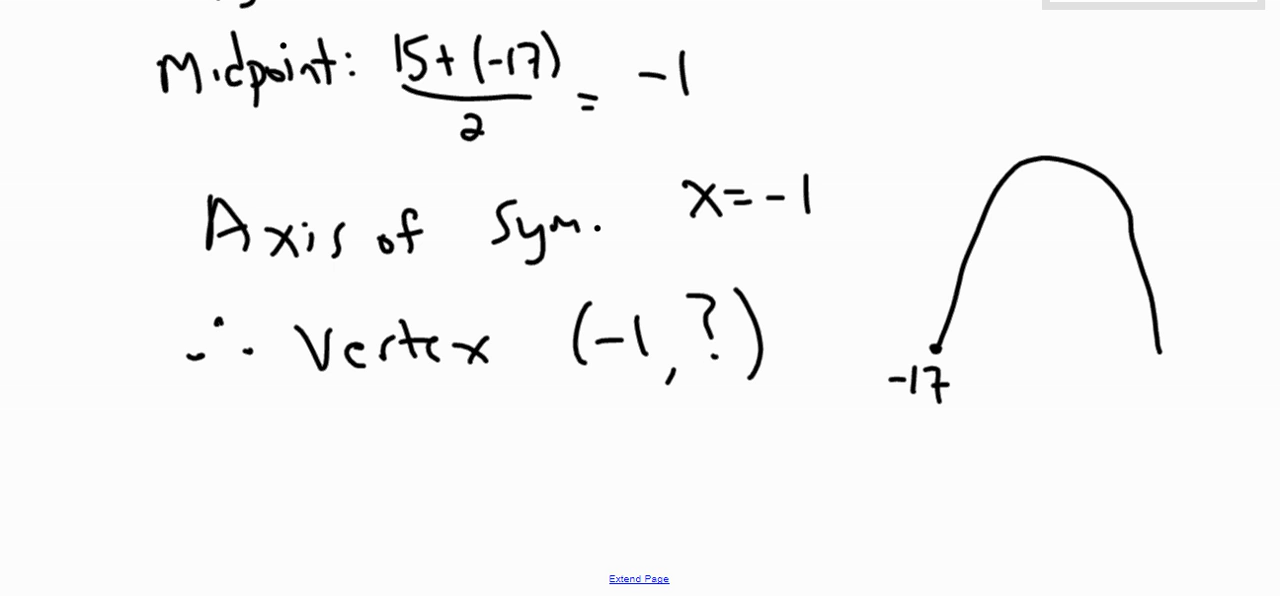 Midpoint: 15+(-17)/2 = -1
Axis of Sym. x=-1
∴ Vertex (-1,?)
-17
Extend Page